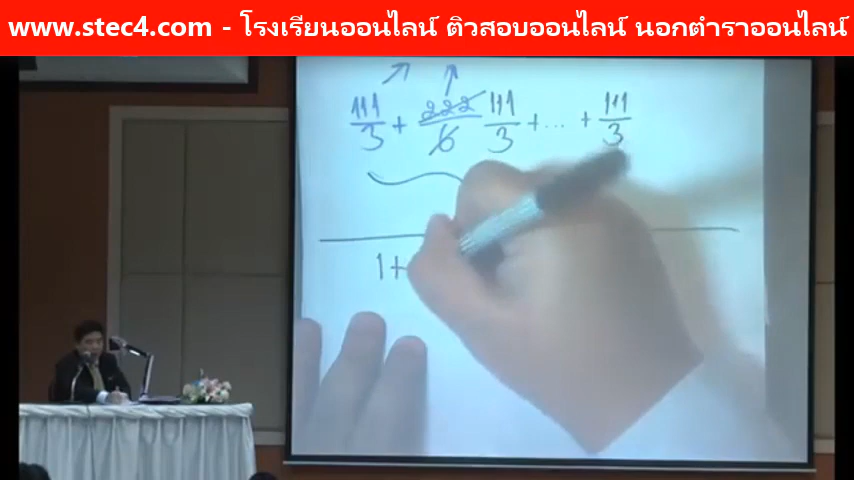 www.stec4.com - โรงเรียนออนไลน์ ติวสอบออนไลน์ นอกตำราออนไลน์
111/3 + 222/6 111/3 + ... + 111/3
1+